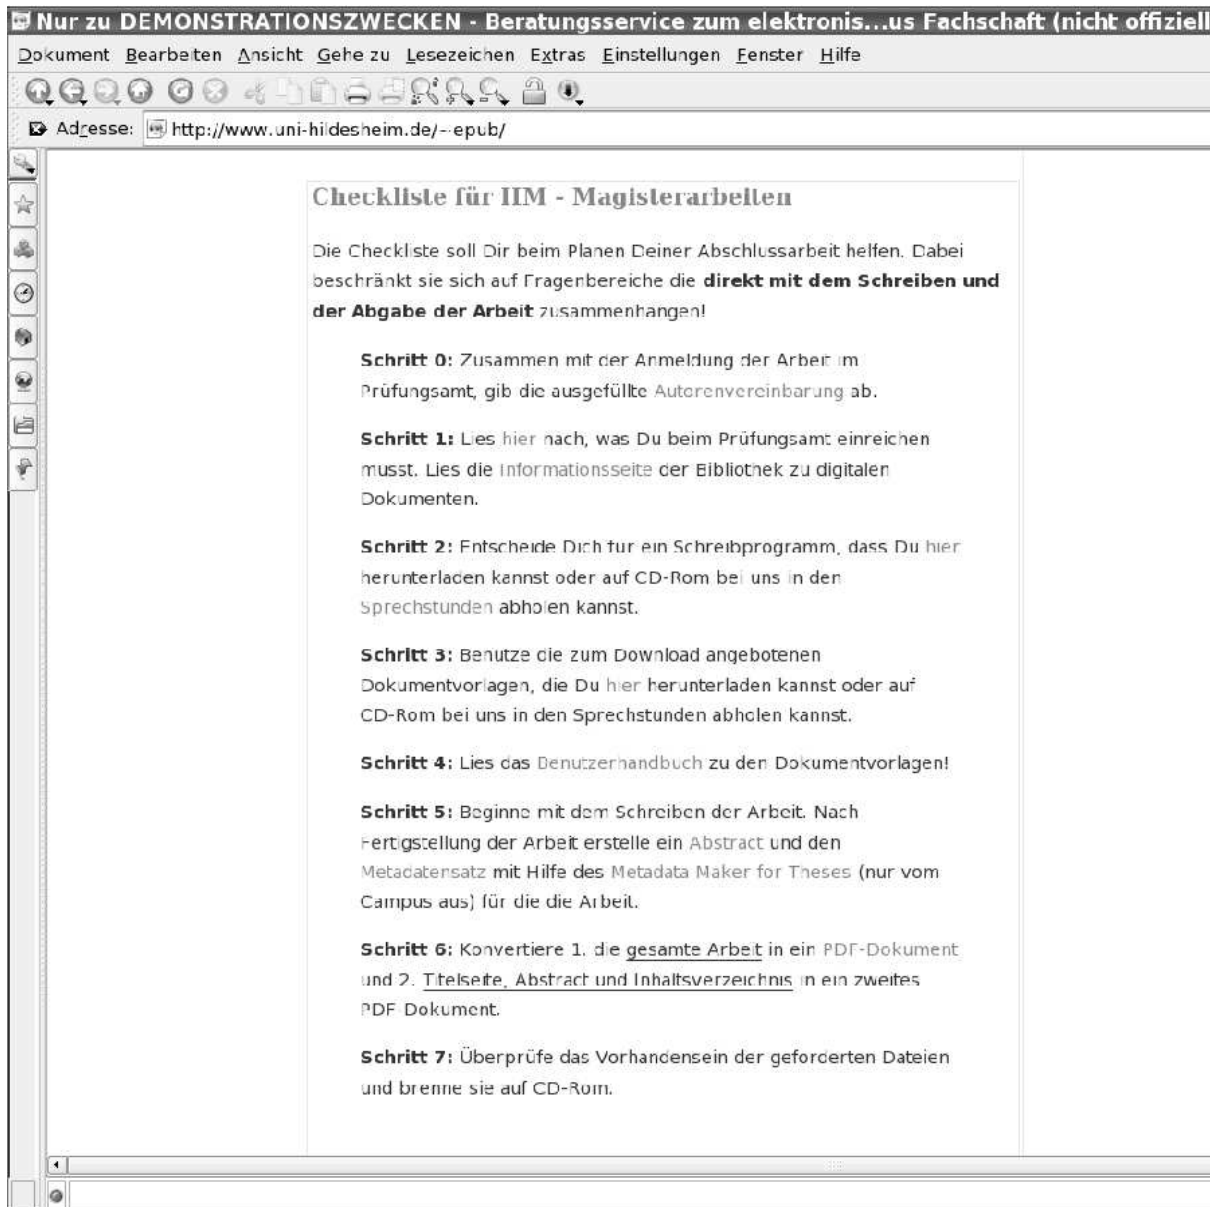 Nur zu DEMONSTRATIONSZWECKEN - Beratungsservice zum elektronis...us Fachschaft (nicht offiziell
Dokument Bearbeiten Ansicht Gehe zu Lesezeichen Extras Einstellungen Fenster Hilfe
Adresse: http://www.uni-hildesheim.de/~epub/
Checkliste für IIM - Magisterarbeiten
Die Checkliste soll Dir beim Planen Deiner Abschlussarbeit helfen. Dabei
beschränkt sie sich auf Fragenbereiche die direkt mit dem Schreiben und
der Abgabe der Arbeit zusammenhangen!
Schritt 0: Zusammen mit der Anmeldung der Arbeit im
Prüfungsamt, gib die ausgefüllte Autorenvereinbarung ab.
Schritt 1: Lies hier nach, was Du beim Prüfungsamt einreichen
musst. Lies die Informationsseite der Bibliothek zu digitalen
Dokumenten.
Schritt 2: Entscheide Dich für ein Schreibprogramm, dass Du hier
herunterladen kannst oder auf CD-Rom bei uns in den
Sprechstunden abholen kannst.
Schritt 3: Benutze die zum Download angebotenen
Dokumentvorlagen, die Du hier herunterladen kannst oder auf
CD-Rom bei uns in den Sprechstunden abholen kannst.
Schritt 4: Lies das Benutzerhandbuch zu den Dokumentvorlagen!
Schritt 5: Beginne mit dem Schreiben der Arbeit. Nach
Fertigstellung der Arbeit erstelle ein Abstract und den
Metadatensatz mit Hilfe des Metadata Maker for Theses (nur vom
Campus aus) für die die Arbeit.
Schritt 6: Konvertiere 1. die gesamte Arbeit in ein PDF-Dokument
und 2. Titelseite, Abstract und Inhaltsverzeichnis in ein zweites
PDF-Dokument.
Schritt 7: Überprüfe das Vorhandensein der geforderten Dateien
und brenne sie auf CD-Rom.